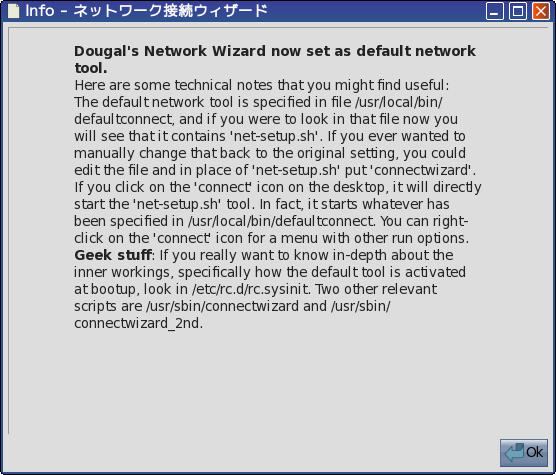 Info – ネットワーク接続ウィザード
Dougal's Network Wizard now set as default network
tool.
Here are some technical notes that you might find useful:
The default network tool is specified in file /usr/local/bin/
defaultconnect, and if you were to look in that file now you
will see that it contains 'net-setup.sh'. If you ever wanted to
manually change that back to the original setting, you could
edit the file and in place of 'net-setup.sh' put 'connectwizard'.
If you click on the 'connect' icon on the desktop, it will directly
start the 'net-setup.sh' tool. In fact, it starts whatever has
been specified in /usr/local/bin/defaultconnect. You can right-
click on the 'connect' icon for a menu with other run options.
Geek stuff: If you really want to know in-depth about the
inner workings, specifically how the default tool is activated
at bootup, look in /etc/rc.d/rc.sysinit. Two other relevant
scripts are /usr/sbin/connectwizard and /usr/sbin/
connectwizard_2nd.
Ok